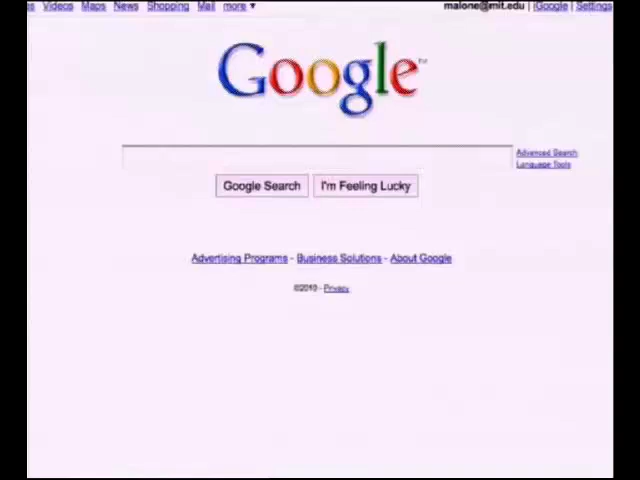 Videos Maps News Shopping Mail more ▼
malone@mit.edu | iGoogle | Settings
Google™
Advanced Search
Language Tools
Google Search I'm Feeling Lucky
Advertising Programs - Business Solutions - About Google
©2010 - Privacy